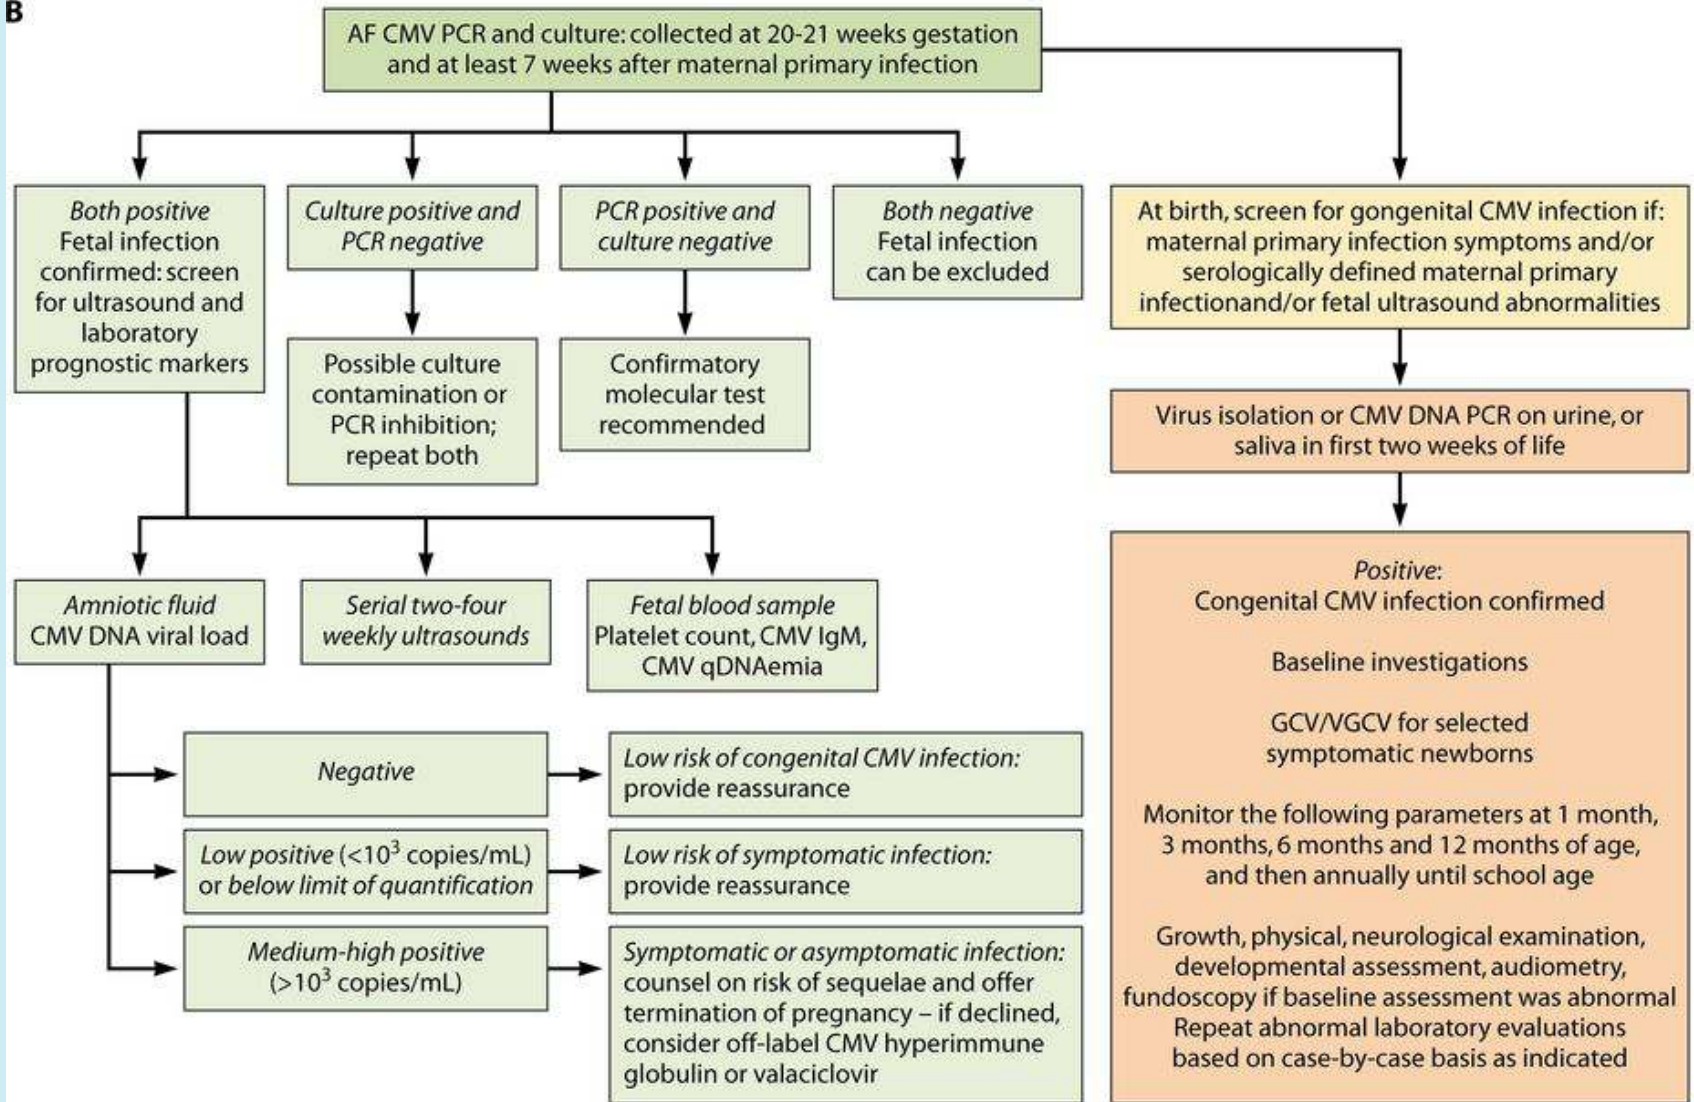 B
AF CMV PCR and culture: collected at 20-21 weeks gestation
and at least 7 weeks after maternal primary infection
Both positive
Fetal infection
confirmed: screen
for ultrasound and
laboratory
prognostic markers
Culture positive and
PCR negative
PCR positive and
culture negative
Both negative
Fetal infection
can be excluded
At birth, screen for gongenital CMV infection if:
maternal primary infection symptoms and/or
serologically defined maternal primary
infectionand/or fetal ultrasound abnormalities
Possible culture
contamination or
PCR inhibition;
repeat both
Confirmatory
molecular test
recommended
Virus isolation or CMV DNA PCR on urine, or
saliva in first two weeks of life
Amniotic fluid
CMV DNA viral load
Serial two-four
weekly ultrasounds
Fetal blood sample
Platelet count, CMV IgM,
CMV qDNAemia
Negative
Low risk of congenital CMV infection:
provide reassurance
Low positive (<10³ copies/mL)
or below limit of quantification
Low risk of symptomatic infection:
provide reassurance
Medium-high positive
(>10³ copies/mL)
Symptomatic or asymptomatic infection:
counsel on risk of sequelae and offer
termination of pregnancy – if declined,
consider off-label CMV hyperimmune
globulin or valaciclovir
Positive:
Congenital CMV infection confirmed
Baseline investigations
GCV/VGCV for selected
symptomatic newborns
Monitor the following parameters at 1 month,
3 months, 6 months and 12 months of age,
and then annually until school age
Growth, physical, neurological examination,
developmental assessment, audiometry,
fundoscopy if baseline assessment was abnormal
Repeat abnormal laboratory evaluations
based on case-by-case basis as indicated